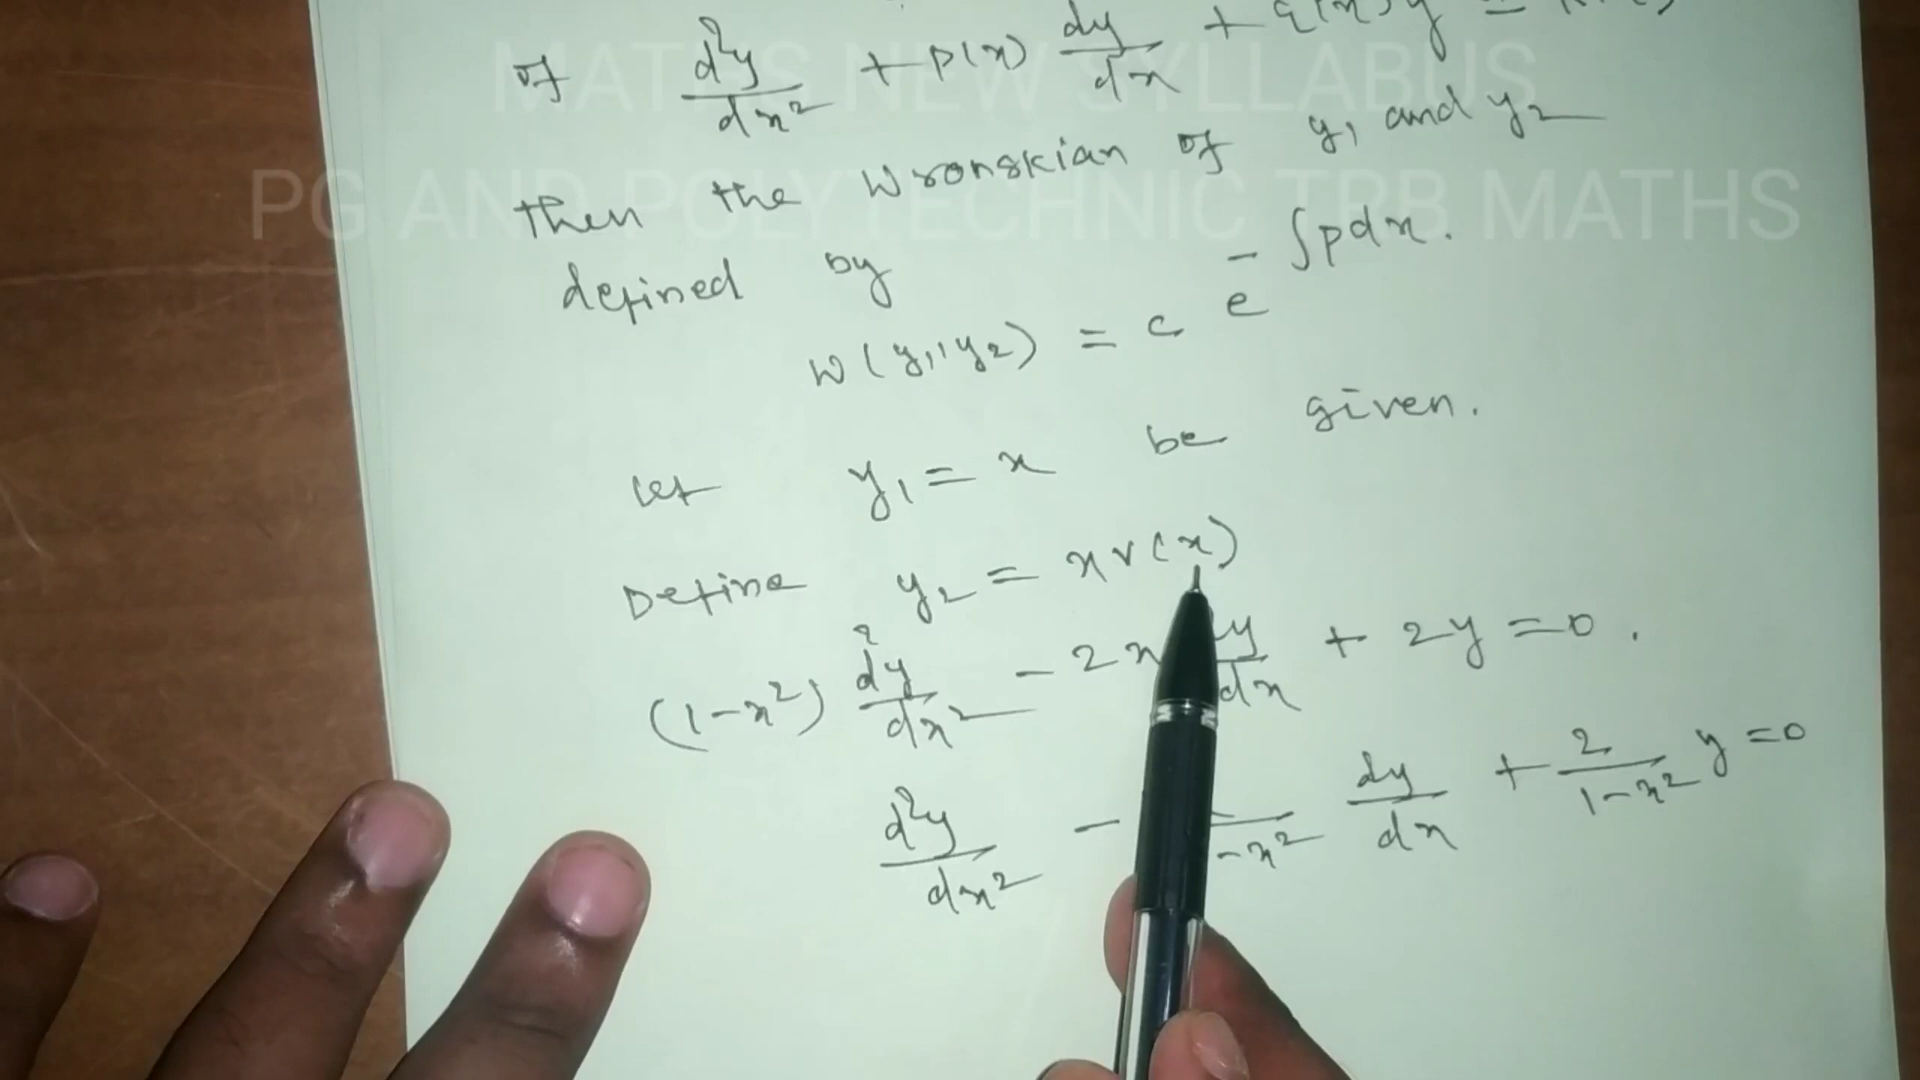 of d²y/dx² + p(x) dy/dx +
then the Wronskian of y₁ and y₂
defined by
W(y₁,y₂) = c e^(- ∫pdx.)
Let y₁ = x be given.
Define y₂ = x v(x)
(1-x²) d²y/dx² - 2x dy/dx + 2y = 0.
d²y/dx² - dy/dx + 2/(1-x²) y = 0
MATHS NEW SYLLABUS
PG AND POLYTECHNIC TRB MATHS